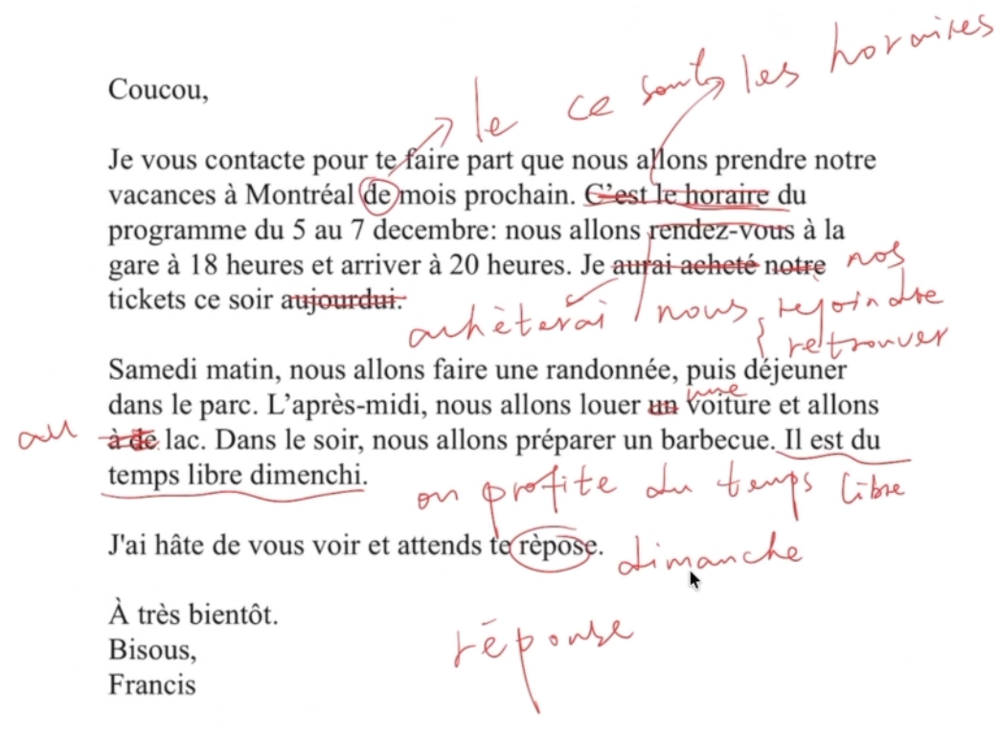 le ce sont les horaires
Coucou,
Je vous contacte pour te faire part que nous allons prendre notre
vacances à Montréal de mois prochain. C'est le horaire du
programme du 5 au 7 decembre: nous allons rendez-vous à la
gare à 18 heures et arriver à 20 heures. Je aurai acheté notre nos
tickets ce soir aujourdui.
achèterai nous rejoindre
retrouver
Samedi matin, nous allons faire une randonnée, puis déjeuner
dans le parc. L'après-midi, nous allons louer un une voiture et allons
au à de lac. Dans le soir, nous allons préparer un barbecue. Il est du
temps libre dimenchi.
on profite du temps libre
J'ai hâte de vous voir et attends te rèpose.
dimanche
À très bientôt.
réponse
Bisous,
Francis